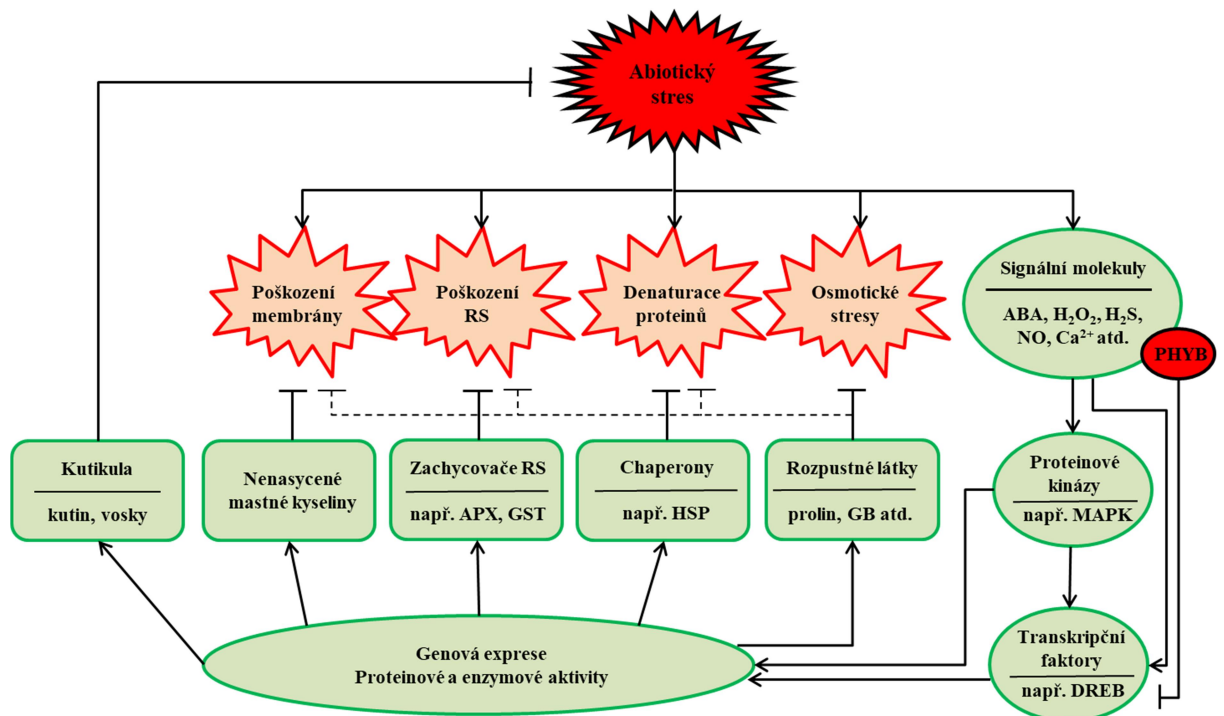 Abiotický
stres
Poškození
membrány
Poškození
RS
Denaturace
proteinů
Osmotické
stresy
Signální molekuly
ABA, H₂O₂, H₂S,
NO, Ca²⁺ atd.
PHYB
Kutikula
kutin, vosky
Nenasycené
mastné kyseliny
Zachycovače RS
např. APX, GST
Chaperony
např. HSP
Rozpustné látky
prolin, GB atd.
Proteinové
kinázy
např. MAPK
Genová exprese
Proteinové a enzymové aktivity
Transkripční
faktory
např. DREB